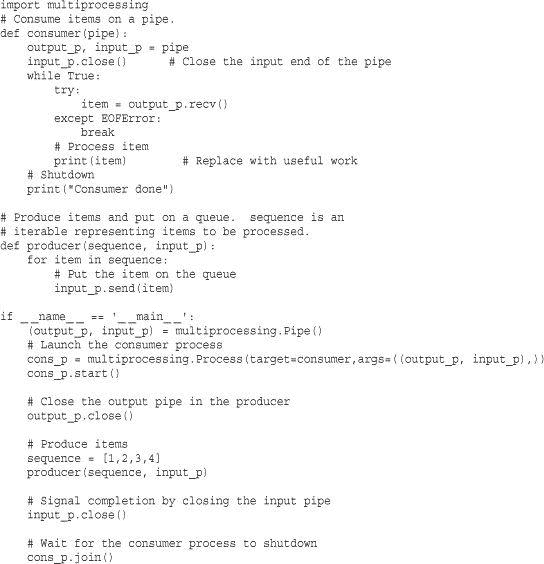 import multiprocessing
# Consume items on a pipe.
def consumer(pipe):
    output_p, input_p = pipe
    input_p.close()      # Close the input end of the pipe
    while True:
        try:
            item = output_p.recv()
        except EOFError:
            break
        # Process item
        print(item)        # Replace with useful work
    # Shutdown
    print("Consumer done")

# Produce items and put on a queue.  sequence is an
# iterable representing items to be processed.
def producer(sequence, input_p):
    for item in sequence:
        # Put the item on the queue
        input_p.send(item)

if __name__ == '__main__':
    (output_p, input_p) = multiprocessing.Pipe()
    # Launch the consumer process
    cons_p = multiprocessing.Process(target=consumer,args=((output_p, input_p),))
    cons_p.start()

    # Close the output pipe in the producer
    output_p.close()

    # Produce items
    sequence = [1,2,3,4]
    producer(sequence, input_p)

    # Signal completion by closing the input pipe
    input_p.close()

    # Wait for the consumer process to shutdown
    cons_p.join()